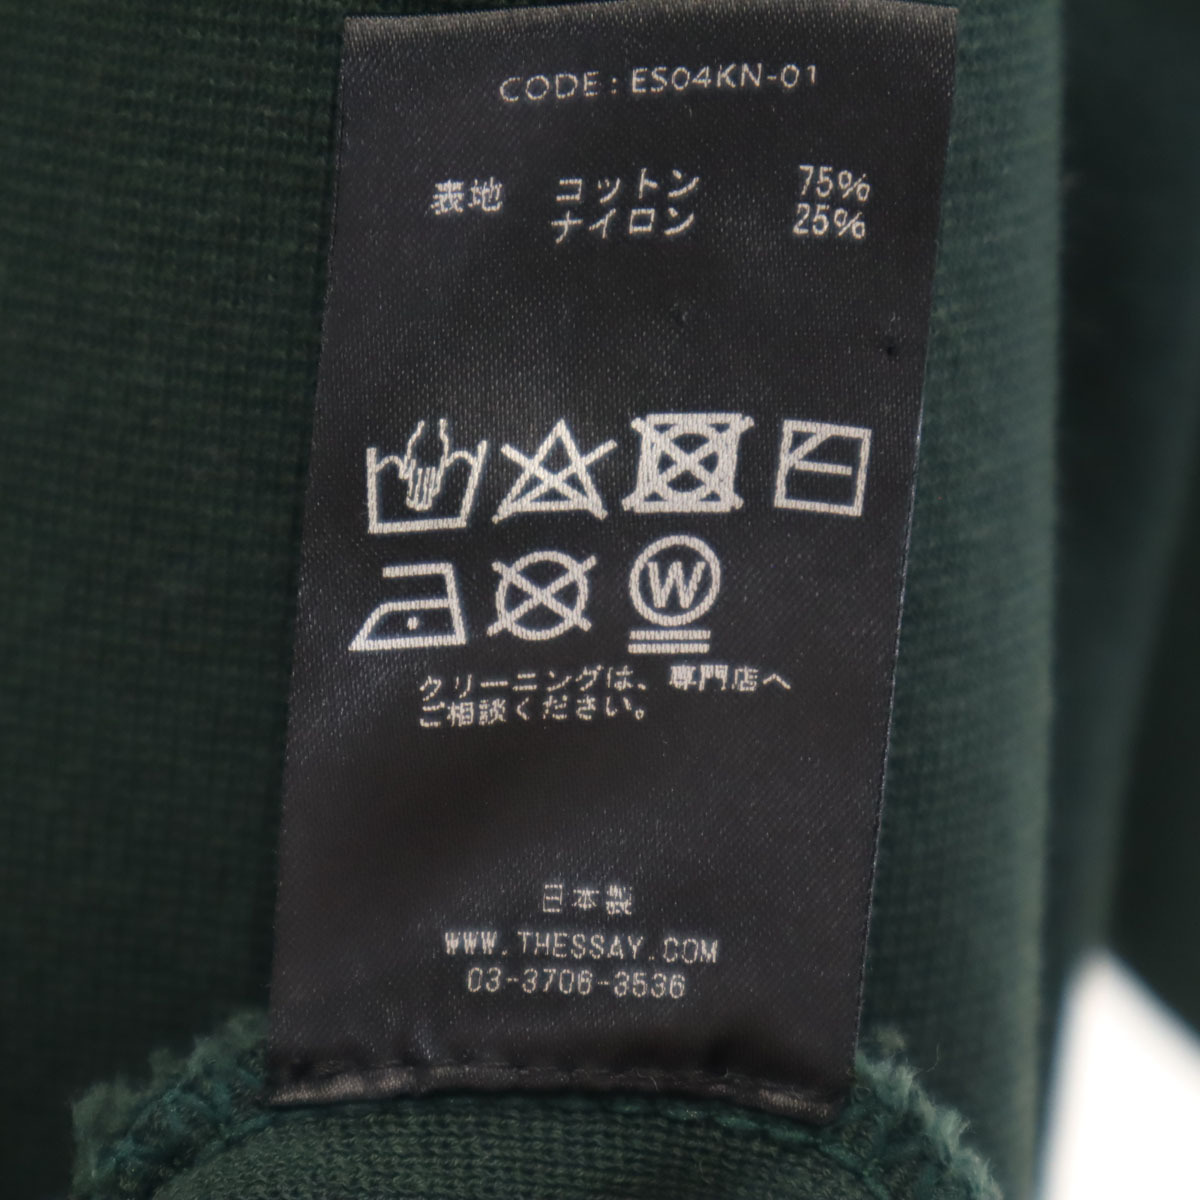 CODE: ES04KN-01
表地 コットン 75%
ナイロン 25%
W
クリーニングは、専門店へ
ご相談ください。
日本製
WWW.THESSAY.COM
03-3706-3536